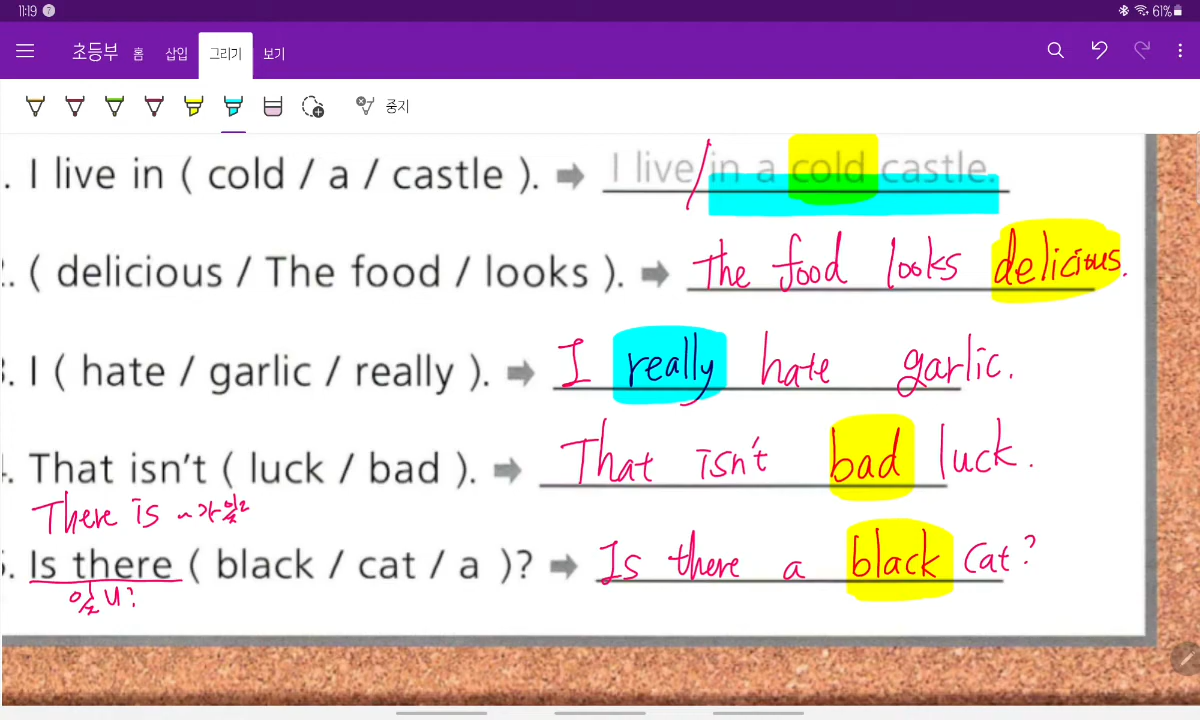 11:19 7 61%
초등부 홈 삽입 그리기 보기
중지
. I live in ( cold / a / castle ). ➡ I live / in a cold castle.
2. ( delicious / The food / looks ). ➡ The food looks delicious.
3. I ( hate / garlic / really ). ➡ I really hate garlic.
4. That isn't ( luck / bad ). ➡ That isn't bad luck.
There is ~가 있
5. Is there ( black / cat / a )? ➡ Is there a black cat?
있니?